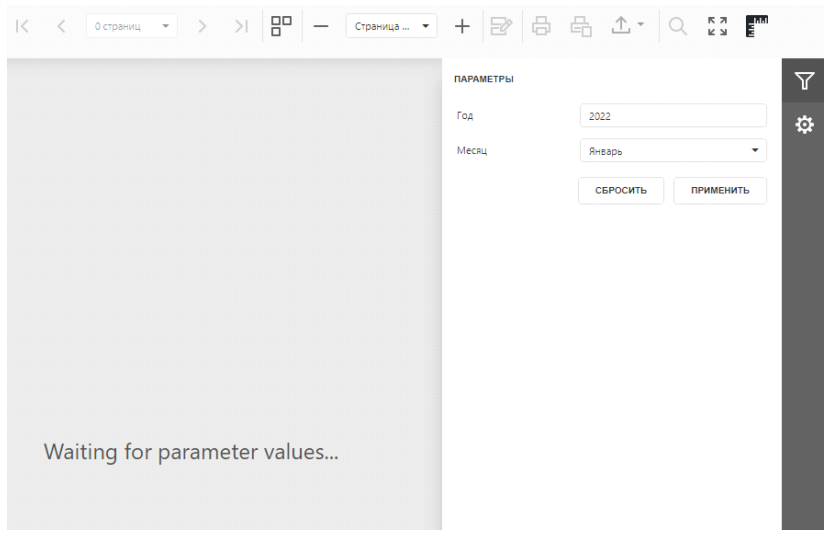 0 страниц
Страница ...
ПАРАМЕТРЫ
Год
2022
Месяц
Январь
СБРОСИТЬ
ПРИМЕНИТЬ
Waiting for parameter values...